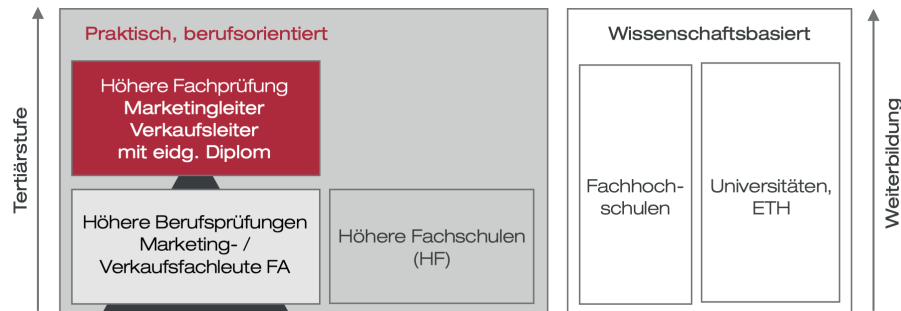 Praktisch, berufsorientiert
Höhere Fachprüfung
Marketingleiter
Verkaufsleiter
mit eidg. Diplom
Höhere Berufsprüfungen
Marketing- /
Verkaufsfachleute FA
Höhere Fachschulen
(HF)
Wissenschaftsbasiert
Fachhoch-
schulen
Universitäten,
ETH
Tertiärstufe
Weiterbildung